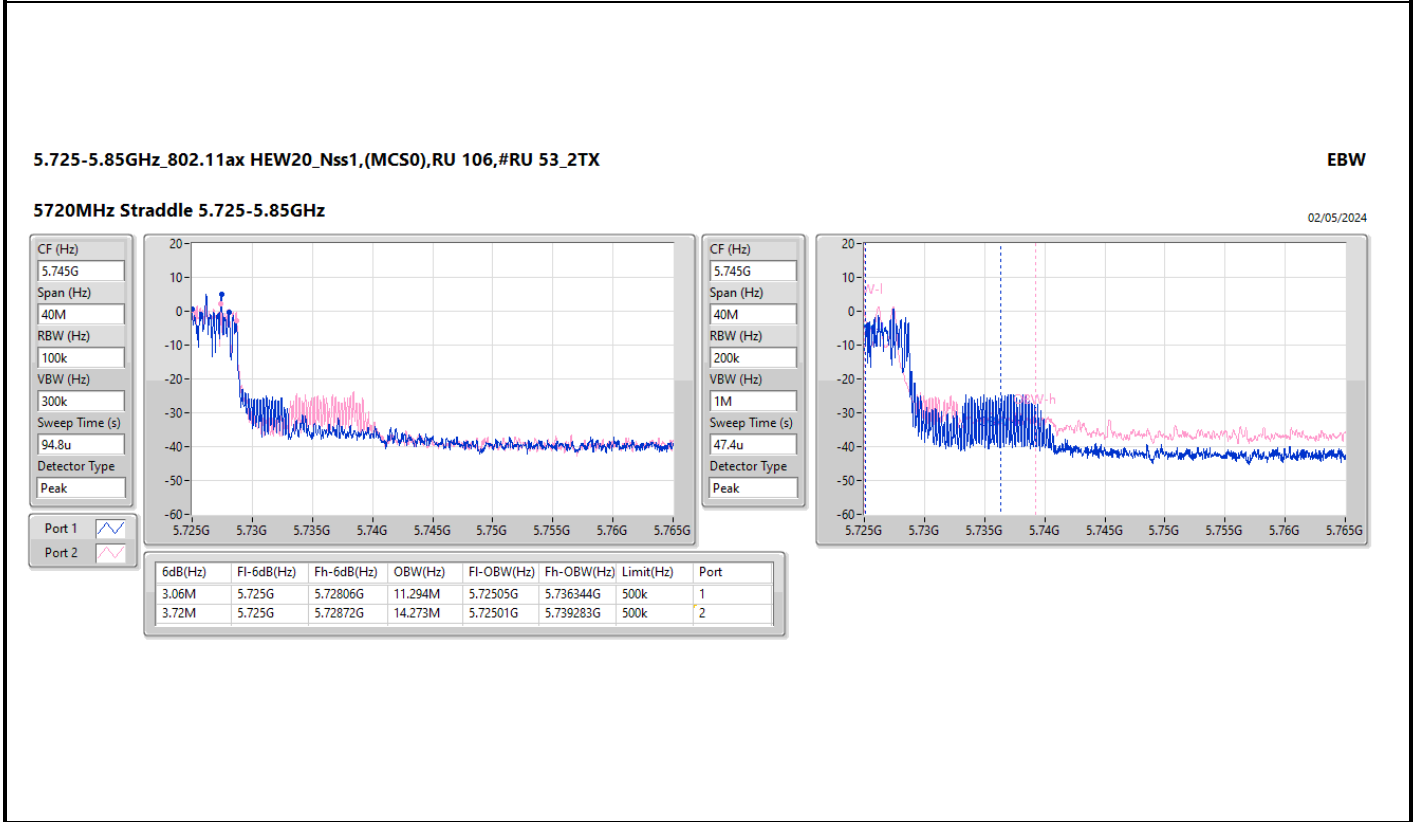 5.725-5.85GHz_802.11ax HEW20_Nss1,(MCS0),RU 106,#RU 53_2TX
EBW
5720MHz Straddle 5.725-5.85GHz
02/05/2024
CF (Hz)
5.745G
Span (Hz)
40M
RBW (Hz)
100k
VBW (Hz)
300k
Sweep Time (s)
94.8u
Detector Type
Peak
Port 1
Port 2
20
10
0
-10
-20
-30
-40
-50
-60
5.725G 5.73G 5.735G 5.74G 5.745G 5.75G 5.755G 5.76G 5.765G
CF (Hz)
5.745G
Span (Hz)
40M
RBW (Hz)
200k
VBW (Hz)
1M
Sweep Time (s)
47.4u
Detector Type
Peak
20
10
0
-10
-20
-30
-40
-50
-60
W-l
W-h
5.725G 5.73G 5.735G 5.74G 5.745G 5.75G 5.755G 5.76G 5.765G
6dB(Hz) Fl-6dB(Hz) Fh-6dB(Hz) OBW(Hz) Fl-OBW(Hz) Fh-OBW(Hz) Limit(Hz) Port
3.06M 5.725G 5.72806G 11.294M 5.72505G 5.736344G 500k 1
3.72M 5.725G 5.72872G 14.273M 5.72501G 5.739283G 500k 2